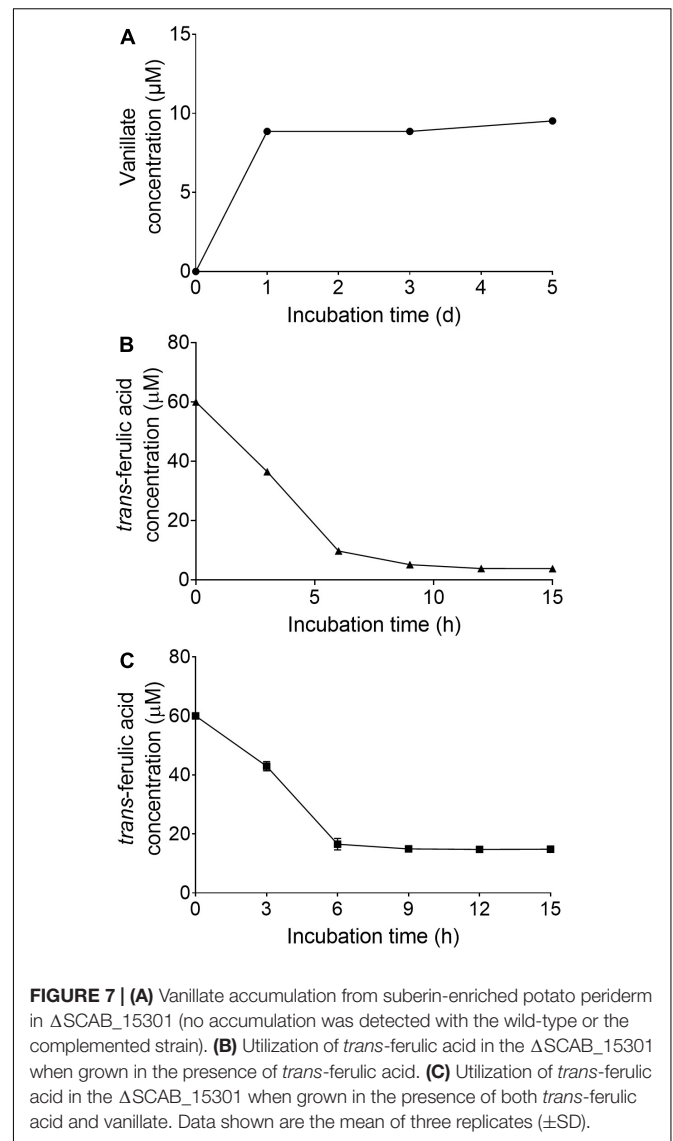 A
15
10
5
0
Vanillate
concentration (µM)
0 1 2 3 4 5
Incubation time (d)
B
80
60
40
20
0
trans-ferulic acid
concentration (µM)
0 5 10 15
Incubation time (h)
C
80
60
40
20
0
trans-ferulic acid
concentration (µM)
0 3 6 9 12 15
Incubation time (h)
FIGURE 7 | (A) Vanillate accumulation from suberin-enriched potato periderm
in ΔSCAB_15301 (no accumulation was detected with the wild-type or the
complemented strain). (B) Utilization of trans-ferulic acid in the ΔSCAB_15301
when grown in the presence of trans-ferulic acid. (C) Utilization of trans-ferulic
acid in the ΔSCAB_15301 when grown in the presence of both trans-ferulic
acid and vanillate. Data shown are the mean of three replicates (±SD).